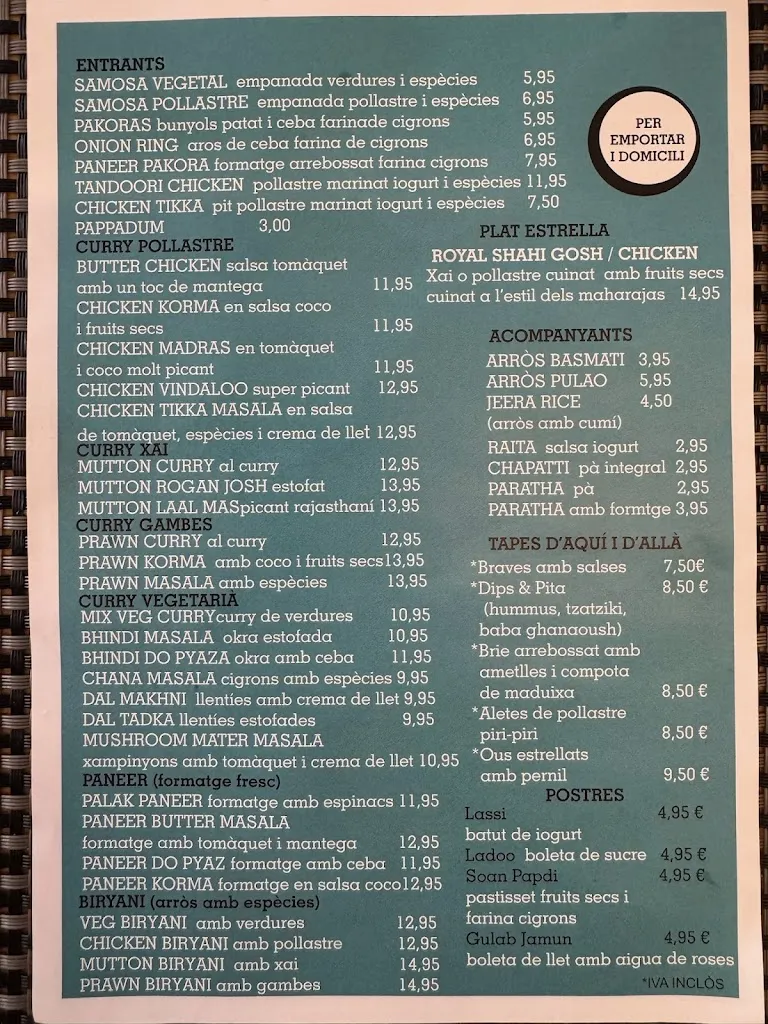 ENTRANTS
SAMOSA VEGETAL empanada verdures i espècies 5,95
SAMOSA POLLASTRE empanada pollastre i espècies 6,95
PAKORAS bunyols patat i ceba farinade cigrons 5,95
ONION RING aros de ceba farina de cigrons 6,95
PANEER PAKORA formatge arrebossat farina cigrons 7,95
TANDOORI CHICKEN pollastre marinat iogurt i espècies 11,95
CHICKEN TIKKA pit pollastre marinat iogurt i espècies 7,50
PAPPADUM 3,00
CURRY POLLASTRE
BUTTER CHICKEN salsa tomàquet
amb un toc de mantega 11,95
CHICKEN KORMA en salsa coco
i fruits secs 11,95
CHICKEN MADRAS en tomàquet
i coco molt picant 11,95
CHICKEN VINDALOO super picant 12,95
CHICKEN TIKKA MASALA en salsa
de tomàquet, espècies i crema de llet 12,95
CURRY XAI
MUTTON CURRY al curry 12,95
MUTTON ROGAN JOSH estofat 13,95
MUTTON LAAL MASpicant rajasthaní 13,95
CURRY GAMBES
PRAWN CURRY al curry 12,95
PRAWN KORMA amb coco i fruits secs13,95
PRAWN MASALA amb espècies 13,95
CURRY VEGETARIÀ
MIX VEG CURRYcurry de verdures 10,95
BHINDI MASALA okra estofada 10,95
BHINDI DO PYAZA okra amb ceba 11,95
CHANA MASALA cigrons amb espècies 9,95
DAL MAKHNI llentíes amb crema de llet 9,95
DAL TADKA llentíes estofades 9,95
MUSHROOM MATER MASALA
xampinyons amb tomàquet i crema de llet 10,95
PANEER (formatge fresc)
PALAK PANEER formatge amb espinacs 11,95
PANEER BUTTER MASALA
formatge amb tomàquet i mantega 12,95
PANEER DO PYAZ formatge amb ceba 11,95
PANEER KORMA formatge en salsa coco12,95
BIRYANI (arròs amb espècies)
VEG BIRYANI amb verdures 12,95
CHICKEN BIRYANI amb pollastre 12,95
MUTTON BIRYANI amb xai 14,95
PRAWN BIRYANI amb gambes 14,95
PER
EMPORTAR
I DOMICILI
PLAT ESTRELLA
ROYAL SHAHI GOSH / CHICKEN
Xai o pollastre cuinat amb fruits secs
cuinat a l'estil dels maharajas 14,95
ACOMPANYANTS
ARRÒS BASMATI 3,95
ARRÒS PULAO 5,95
JEERA RICE 4,50
(arròs amb cumí)
RAITA salsa iogurt 2,95
CHAPATTI pà integral 2,95
PARATHA pà 2,95
PARATHA amb formtge 3,95
TAPES D'AQUÍ I D'ALLÀ
*Braves amb salses 7,50€
*Dips & Pita 8,50 €
(hummus, tzatziki,
baba ghanaoush)
*Brie arrebossat amb
ametlles i compota
de maduixa 8,50 €
*Aletes de pollastre
piri-piri 8,50 €
*Ous estrellats
amb pernil 9,50 €
POSTRES
Lassi 4,95 €
batut de iogurt
Ladoo boleta de sucre 4,95 €
Soan Papdi 4,95 €
pastisset fruits secs i
farina cigrons
Gulab Jamun 4,95 €
boleta de llet amb aigua de roses
*IVA INCLÒS